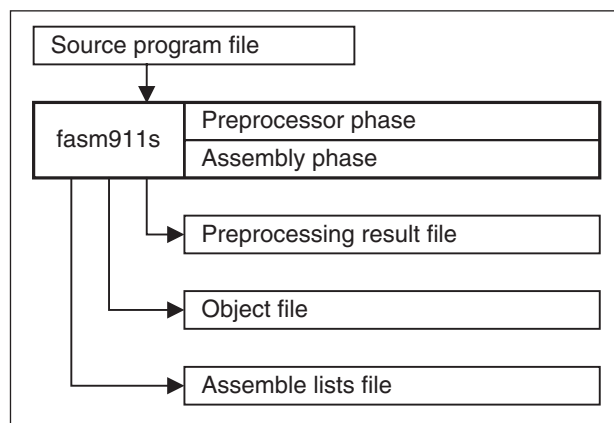 Source program file
fasm911s
Preprocessor phase
Assembly phase
Preprocessing result file
Object file
Assemble lists file